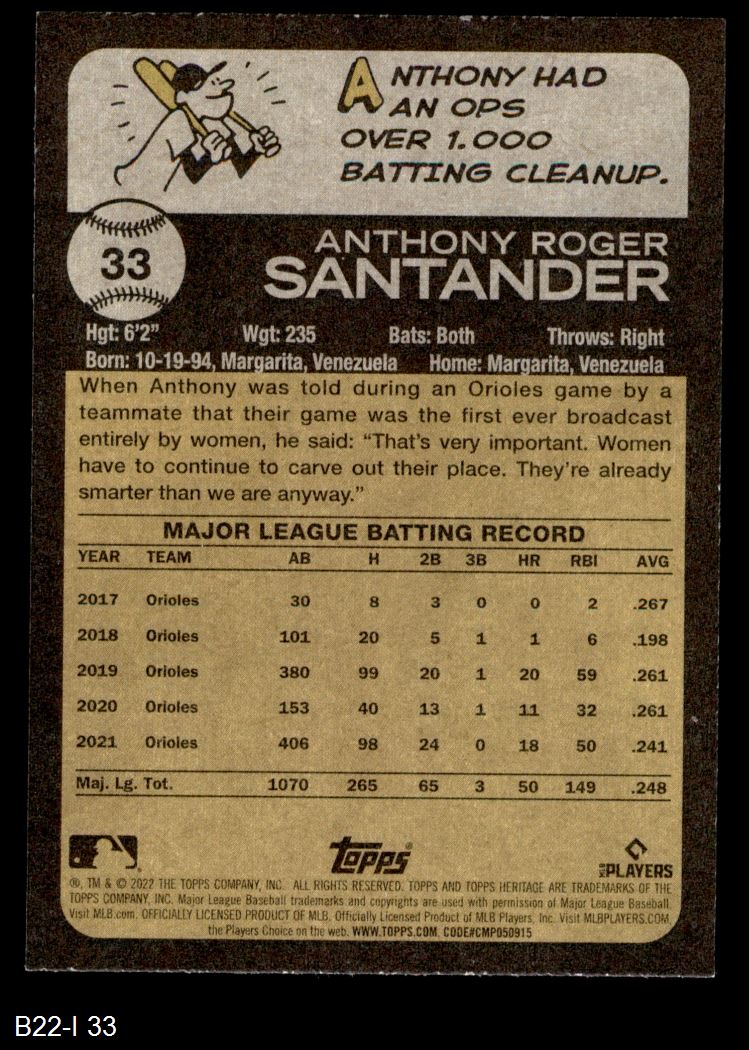 ANTHONY HAD
AN OPS
OVER 1.000
BATTING CLEANUP.
33
ANTHONY ROGER
SANTANDER
Hgt: 6'2" Wgt: 235 Bats: Both Throws: Right
Born: 10-19-94, Margarita, Venezuela Home: Margarita, Venezuela
When Anthony was told during an Orioles game by a
teammate that their game was the first ever broadcast
entirely by women, he said: “That's very important. Women
have to continue to carve out their place. They're already
smarter than we are anyway.”
MAJOR LEAGUE BATTING RECORD
YEAR TEAM AB H 2B 3B HR RBI AVG
2017 Orioles 30 8 3 0 0 2 .267
2018 Orioles 101 20 5 1 1 6 .198
2019 Orioles 380 99 20 1 20 59 .261
2020 Orioles 153 40 13 1 11 32 .261
2021 Orioles 406 98 24 0 18 50 .241
Maj. Lg. Tot. 1070 265 65 3 50 149 .248
Topps
MLB PLAYERS
®, TM & © 2022 THE TOPPS COMPANY, INC. ALL RIGHTS RESERVED. TOPPS AND TOPPS HERITAGE ARE TRADEMARKS OF THE
TOPPS COMPANY, INC. Major League Baseball trademarks and copyrights are used with permission of Major League Baseball.
Visit MLB.com. OFFICIALLY LICENSED PRODUCT OF MLB. Officially Licensed Product of MLB Players, Inc. Visit MLBPLAYERS.COM,
the Players Choice on the web. WWW.TOPPS.COM. CODE#CMP050915
B22-I 33